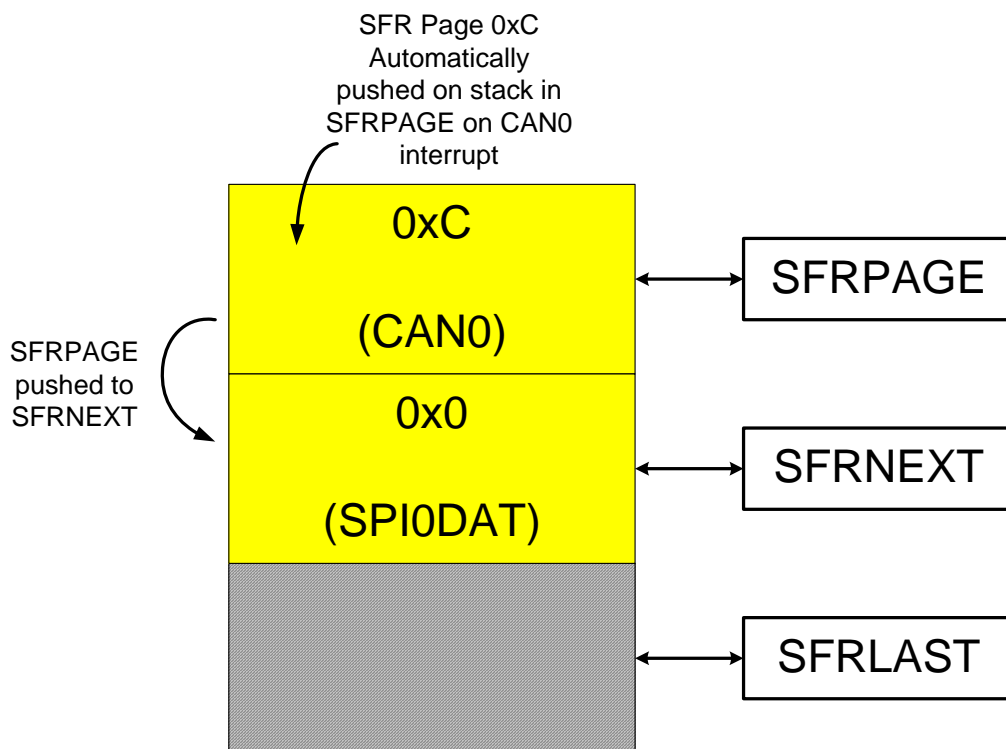 SFR Page 0xC
Automatically
pushed on stack in
SFRPAGE on CAN0
interrupt
0xC
(CAN0)
SFRPAGE
SFRPAGE
pushed to
SFRNEXT
0x0
(SPI0DAT)
SFRNEXT
SFRLAST